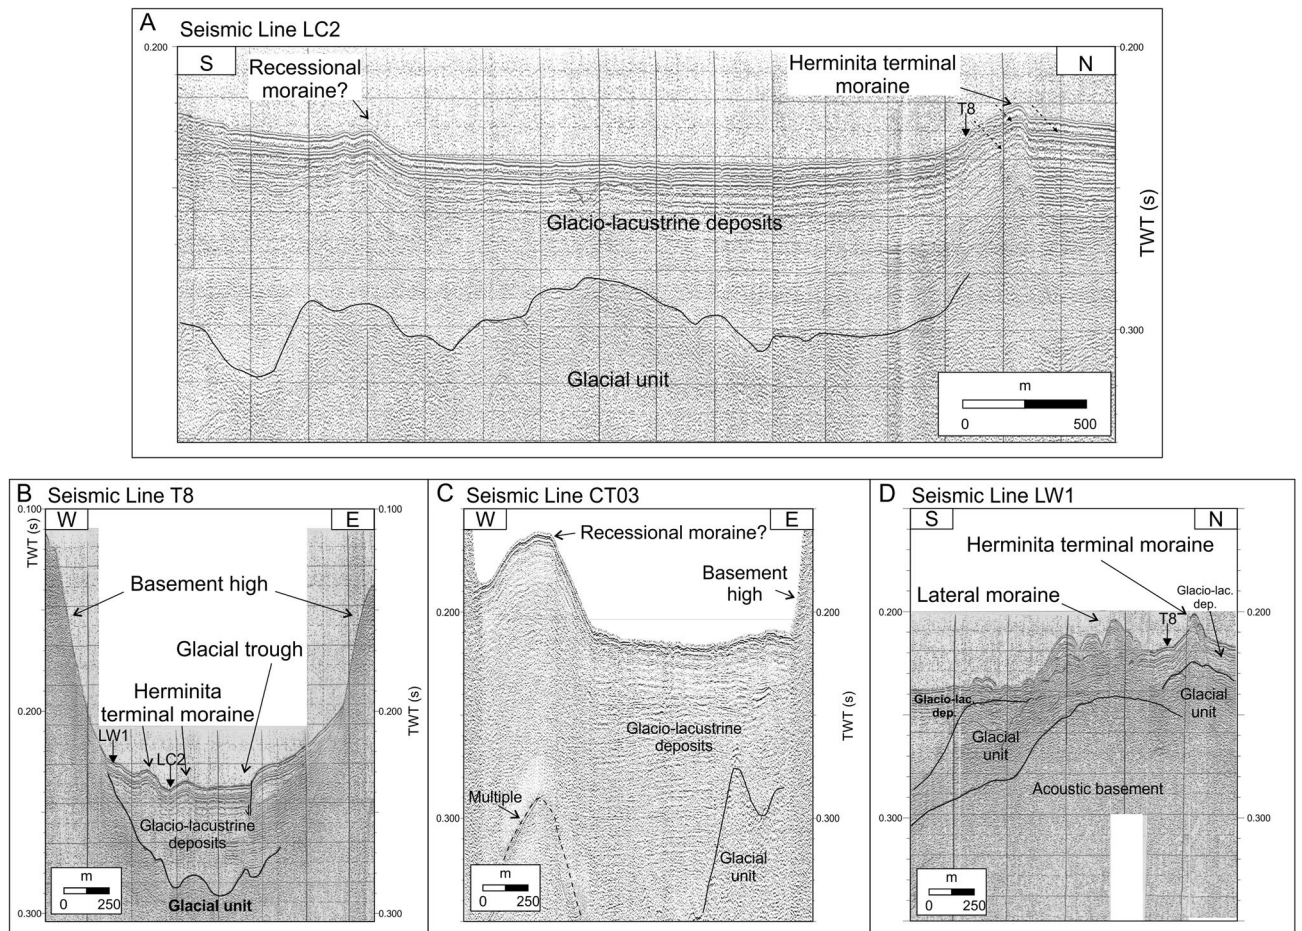 A Seismic Line LC2
0.200
0.200
S
N
Recessional
moraine?
Herminita terminal
moraine
T8
Glacio-lacustrine deposits
TWT (s)
0.300
Glacial unit
m
0 500
B Seismic Line T8
0.100
0.100
W
E
TWT (s)
Basement high
Glacial trough
Herminita
terminal moraine
LW1
LC2
0.200
0.200
TWT (s)
Glacio-lacustrine
deposits
m
0 250
Glacial unit
0.300
0.300
C Seismic Line CT03
W
E
Recessional moraine?
Basement
high
0.200
0.200
Glacio-lacustrine
deposits
TWT (s)
Multiple
0.300
0.300
Glacial
unit
m
0 250
D Seismic Line LW1
S
N
Herminita terminal moraine
Lateral moraine
Glacio-lac.
dep.
T8
0.200
Glacio-lac.
dep.
Glacial
unit
Glacial
unit
Acoustic basement
0.300
m
0 250